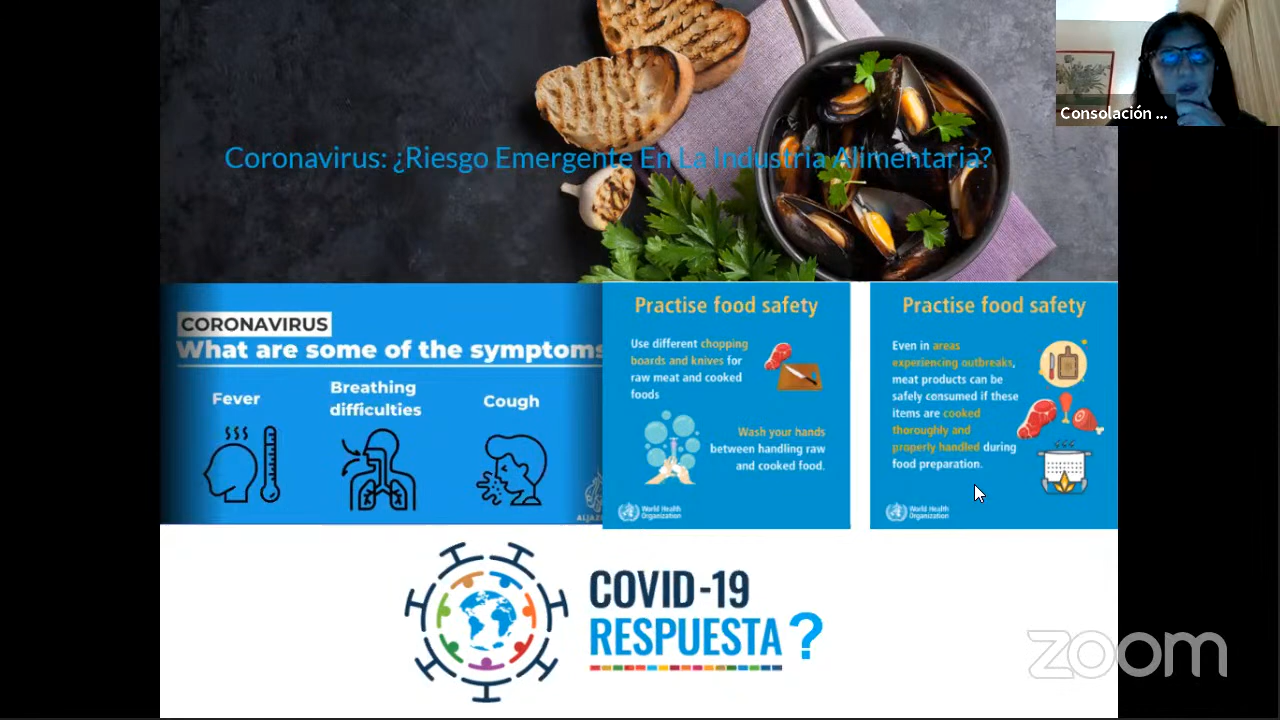 Consolación ...
Coronavirus: ¿Riesgo Emergente En La Industria Alimentaria?
CORONAVIRUS
What are some of the symptoms
Fever
Breathing
difficulties
Cough
Practise food safety
Use different chopping
boards and knives for
raw meat and cooked
foods
Wash your hands
between handling raw
and cooked food.
World Health
Organization
Practise food safety
Even in areas
experiencing outbreaks,
meat products can be
safely consumed if these
items are cooked
thoroughly and
properly handled during
food preparation.
World Health
Organization
COVID-19
RESPUESTA?
zoom